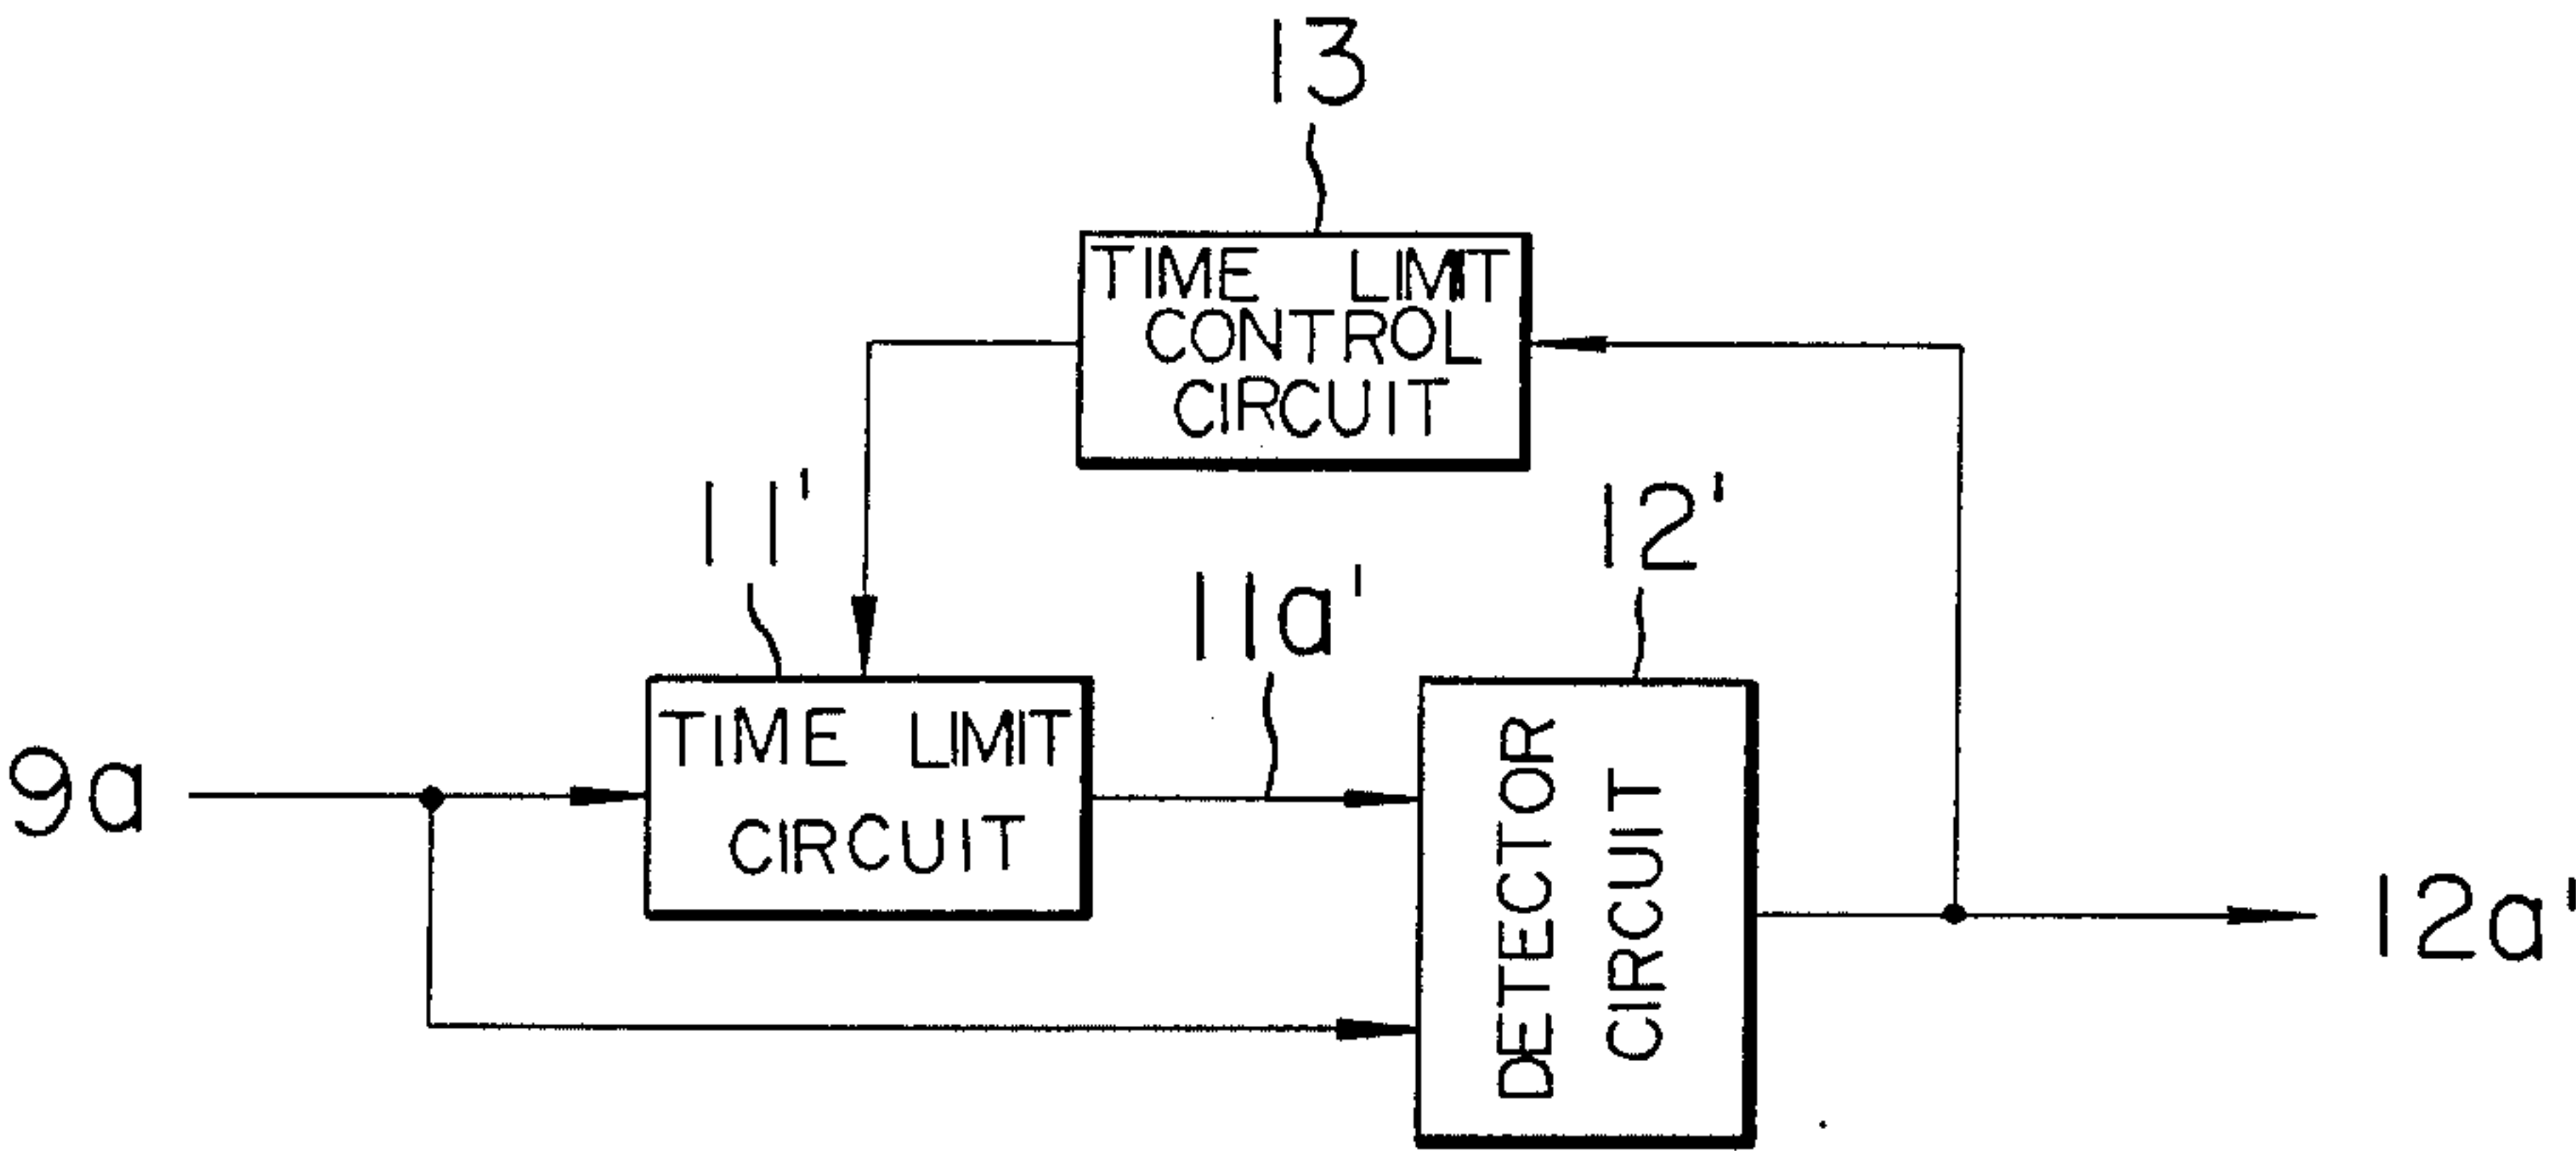 13
TIME LIMIT
CONTROL
CIRCUIT
11'
12'
11a'
TIME LIMIT
CIRCUIT
9a
DETECTOR
CIRCUIT
12a'